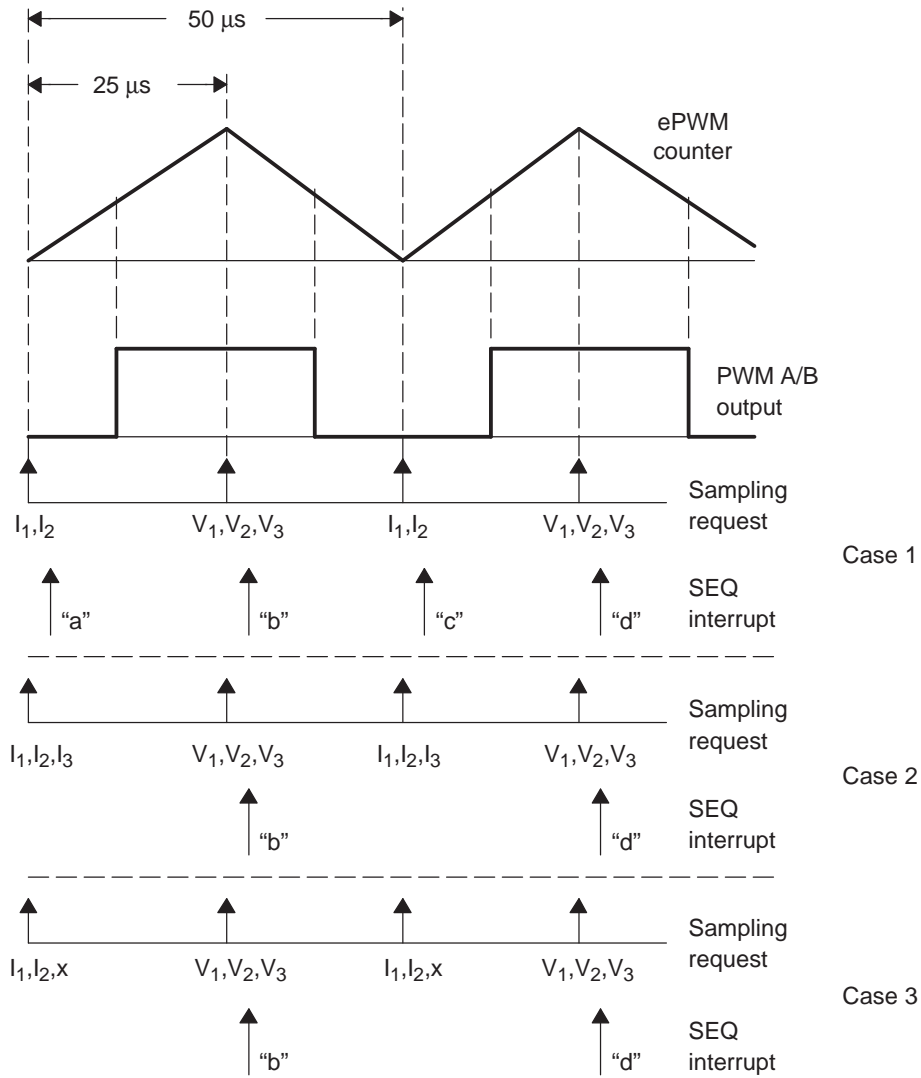 50 μs
25 μs
ePWM
counter
PWM A/B
output
Sampling
request
I1,I2
V1,V2,V3
I1,I2
V1,V2,V3
Case 1
SEQ
interrupt
“a”
“b”
“c”
“d”
Sampling
request
I1,I2,I3
V1,V2,V3
I1,I2,I3
V1,V2,V3
Case 2
SEQ
interrupt
“b”
“d”
Sampling
request
I1,I2,x
V1,V2,V3
I1,I2,x
V1,V2,V3
Case 3
SEQ
interrupt
“b”
“d”